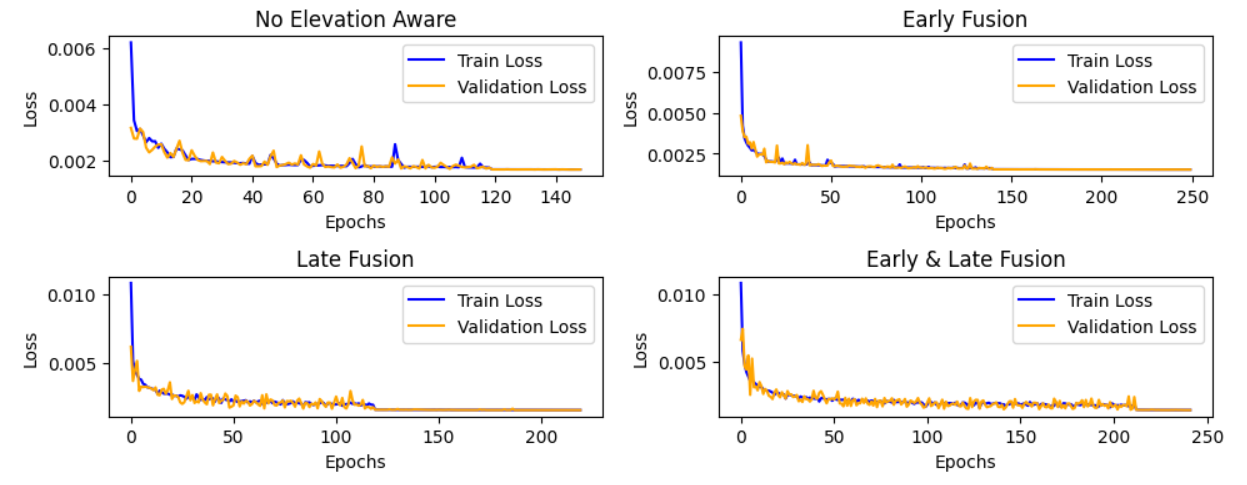 No Elevation Aware
0.006
0.004
0.002
Loss
Train Loss
Validation Loss
0 20 40 60 80 100 120 140
Epochs
Early Fusion
0.0075
0.0050
0.0025
Loss
Train Loss
Validation Loss
0 50 100 150 200 250
Epochs
Late Fusion
0.010
0.005
Loss
Train Loss
Validation Loss
0 50 100 150 200
Epochs
Early & Late Fusion
0.010
0.005
Loss
Train Loss
Validation Loss
0 50 100 150 200 250
Epochs